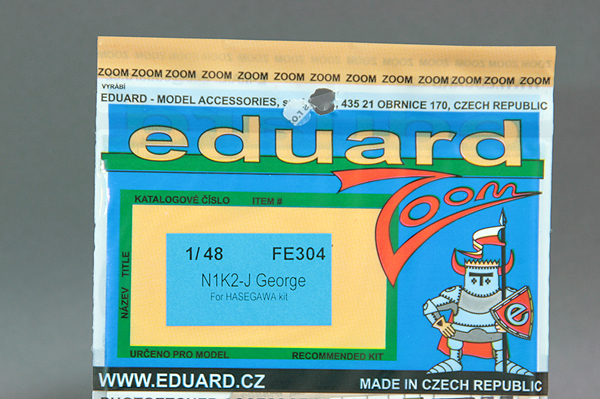 ZOOM ZOOM ZOOM ZOOM ZOOM ZOOM ZOOM ZOOM ZOOM ZOOM ZOOM ZOOM ZOOM
VYRÁBÍ
EDUARD - MODEL ACCESSORIES, 435 21 OBRNICE 170, CZECH REPUBLIC
eduard
Zoom
KATALOGOVÉ ČÍSLO ITEM #
NÁZEV TITLE
1/48 FE304
N1K2-J George
For HASEGAWA kit
e
URČENO PRO MODEL RECOMMENDED KIT
WWW.EDUARD.CZ MADE IN CZECH REPUBLIC